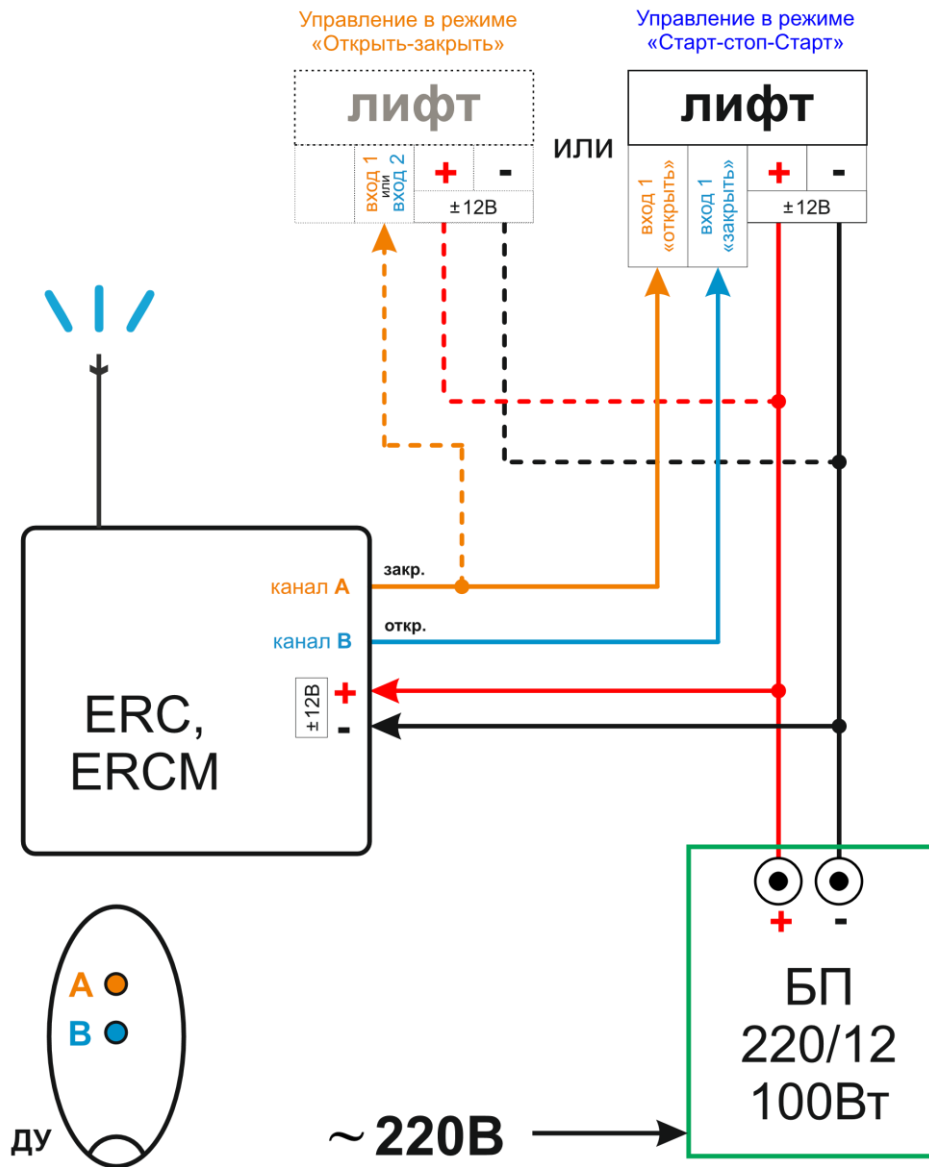 Управление в режиме
«Открыть-закрыть»
Управление в режиме
«Старт-стоп-Старт»
лифт
или
лифт
вход 1
или
вход 2
+
-
±12В
вход 1
«открыть»
вход 1
«закрыть»
+
-
±12В
закр.
канал A
откр.
канал B
±12В
+
-
ERC,
ERCM
A
B
ДУ
+
-
БП
220/12
100Вт
~220В